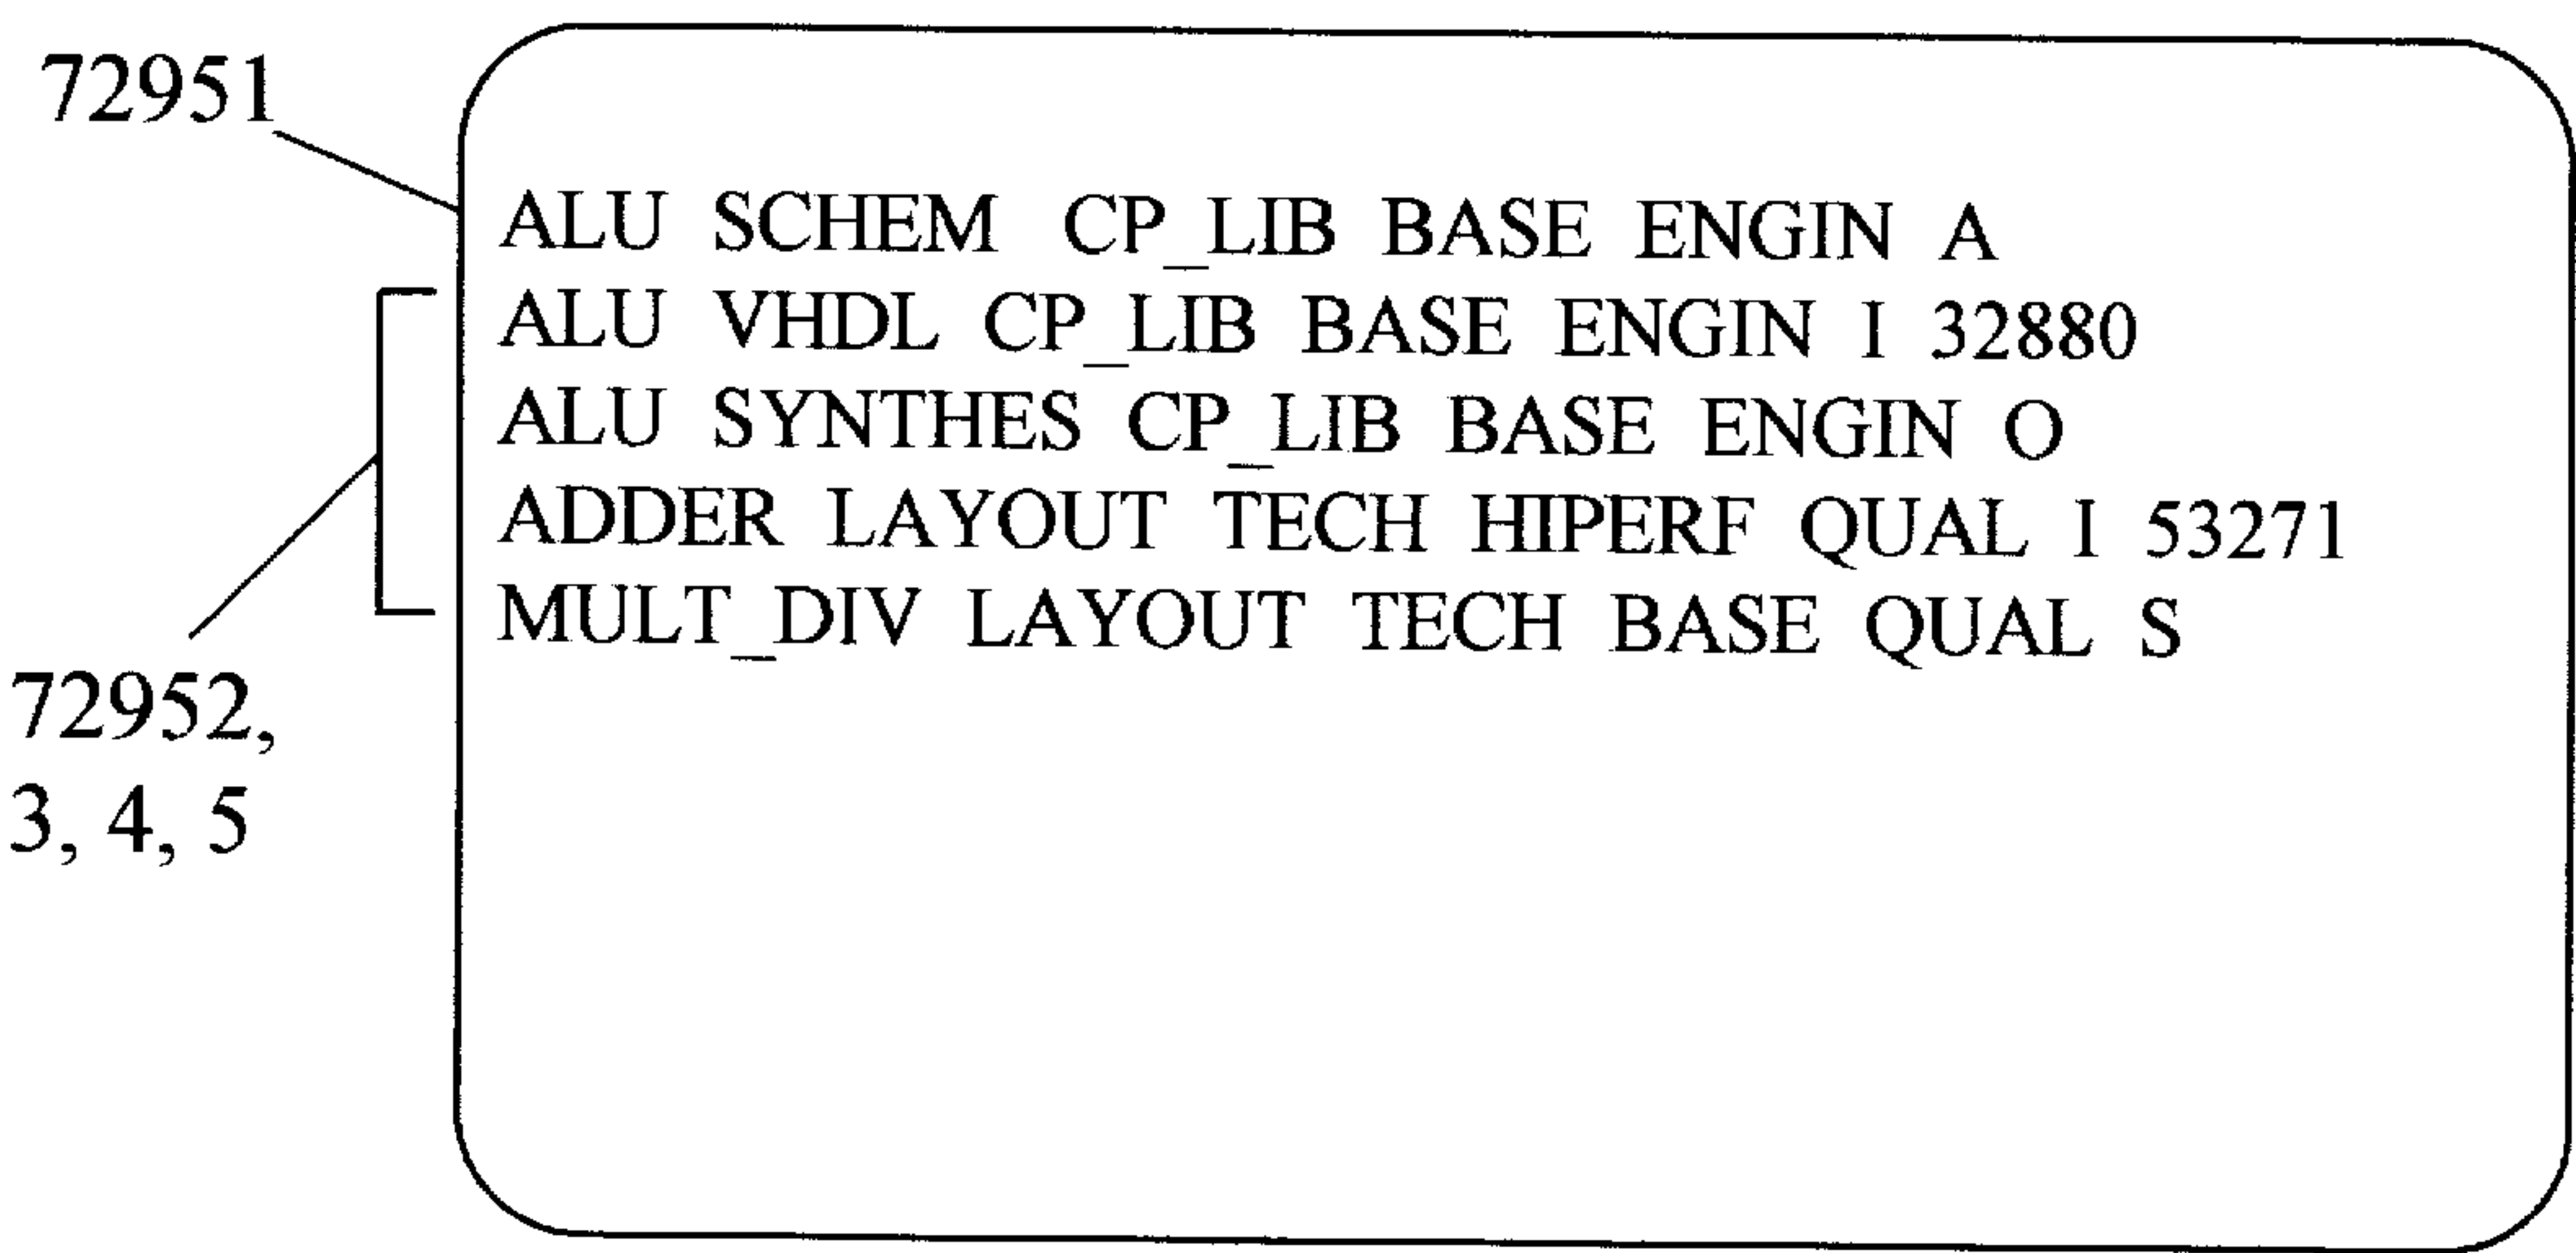 72951
ALU SCHEM CP_LIB BASE ENGIN A
ALU VHDL CP_LIB BASE ENGIN I 32880
ALU SYNTHES CP_LIB BASE ENGIN O
ADDER LAYOUT TECH HIPERF QUAL I 53271
MULT_DIV LAYOUT TECH BASE QUAL S
72952,
3, 4, 5